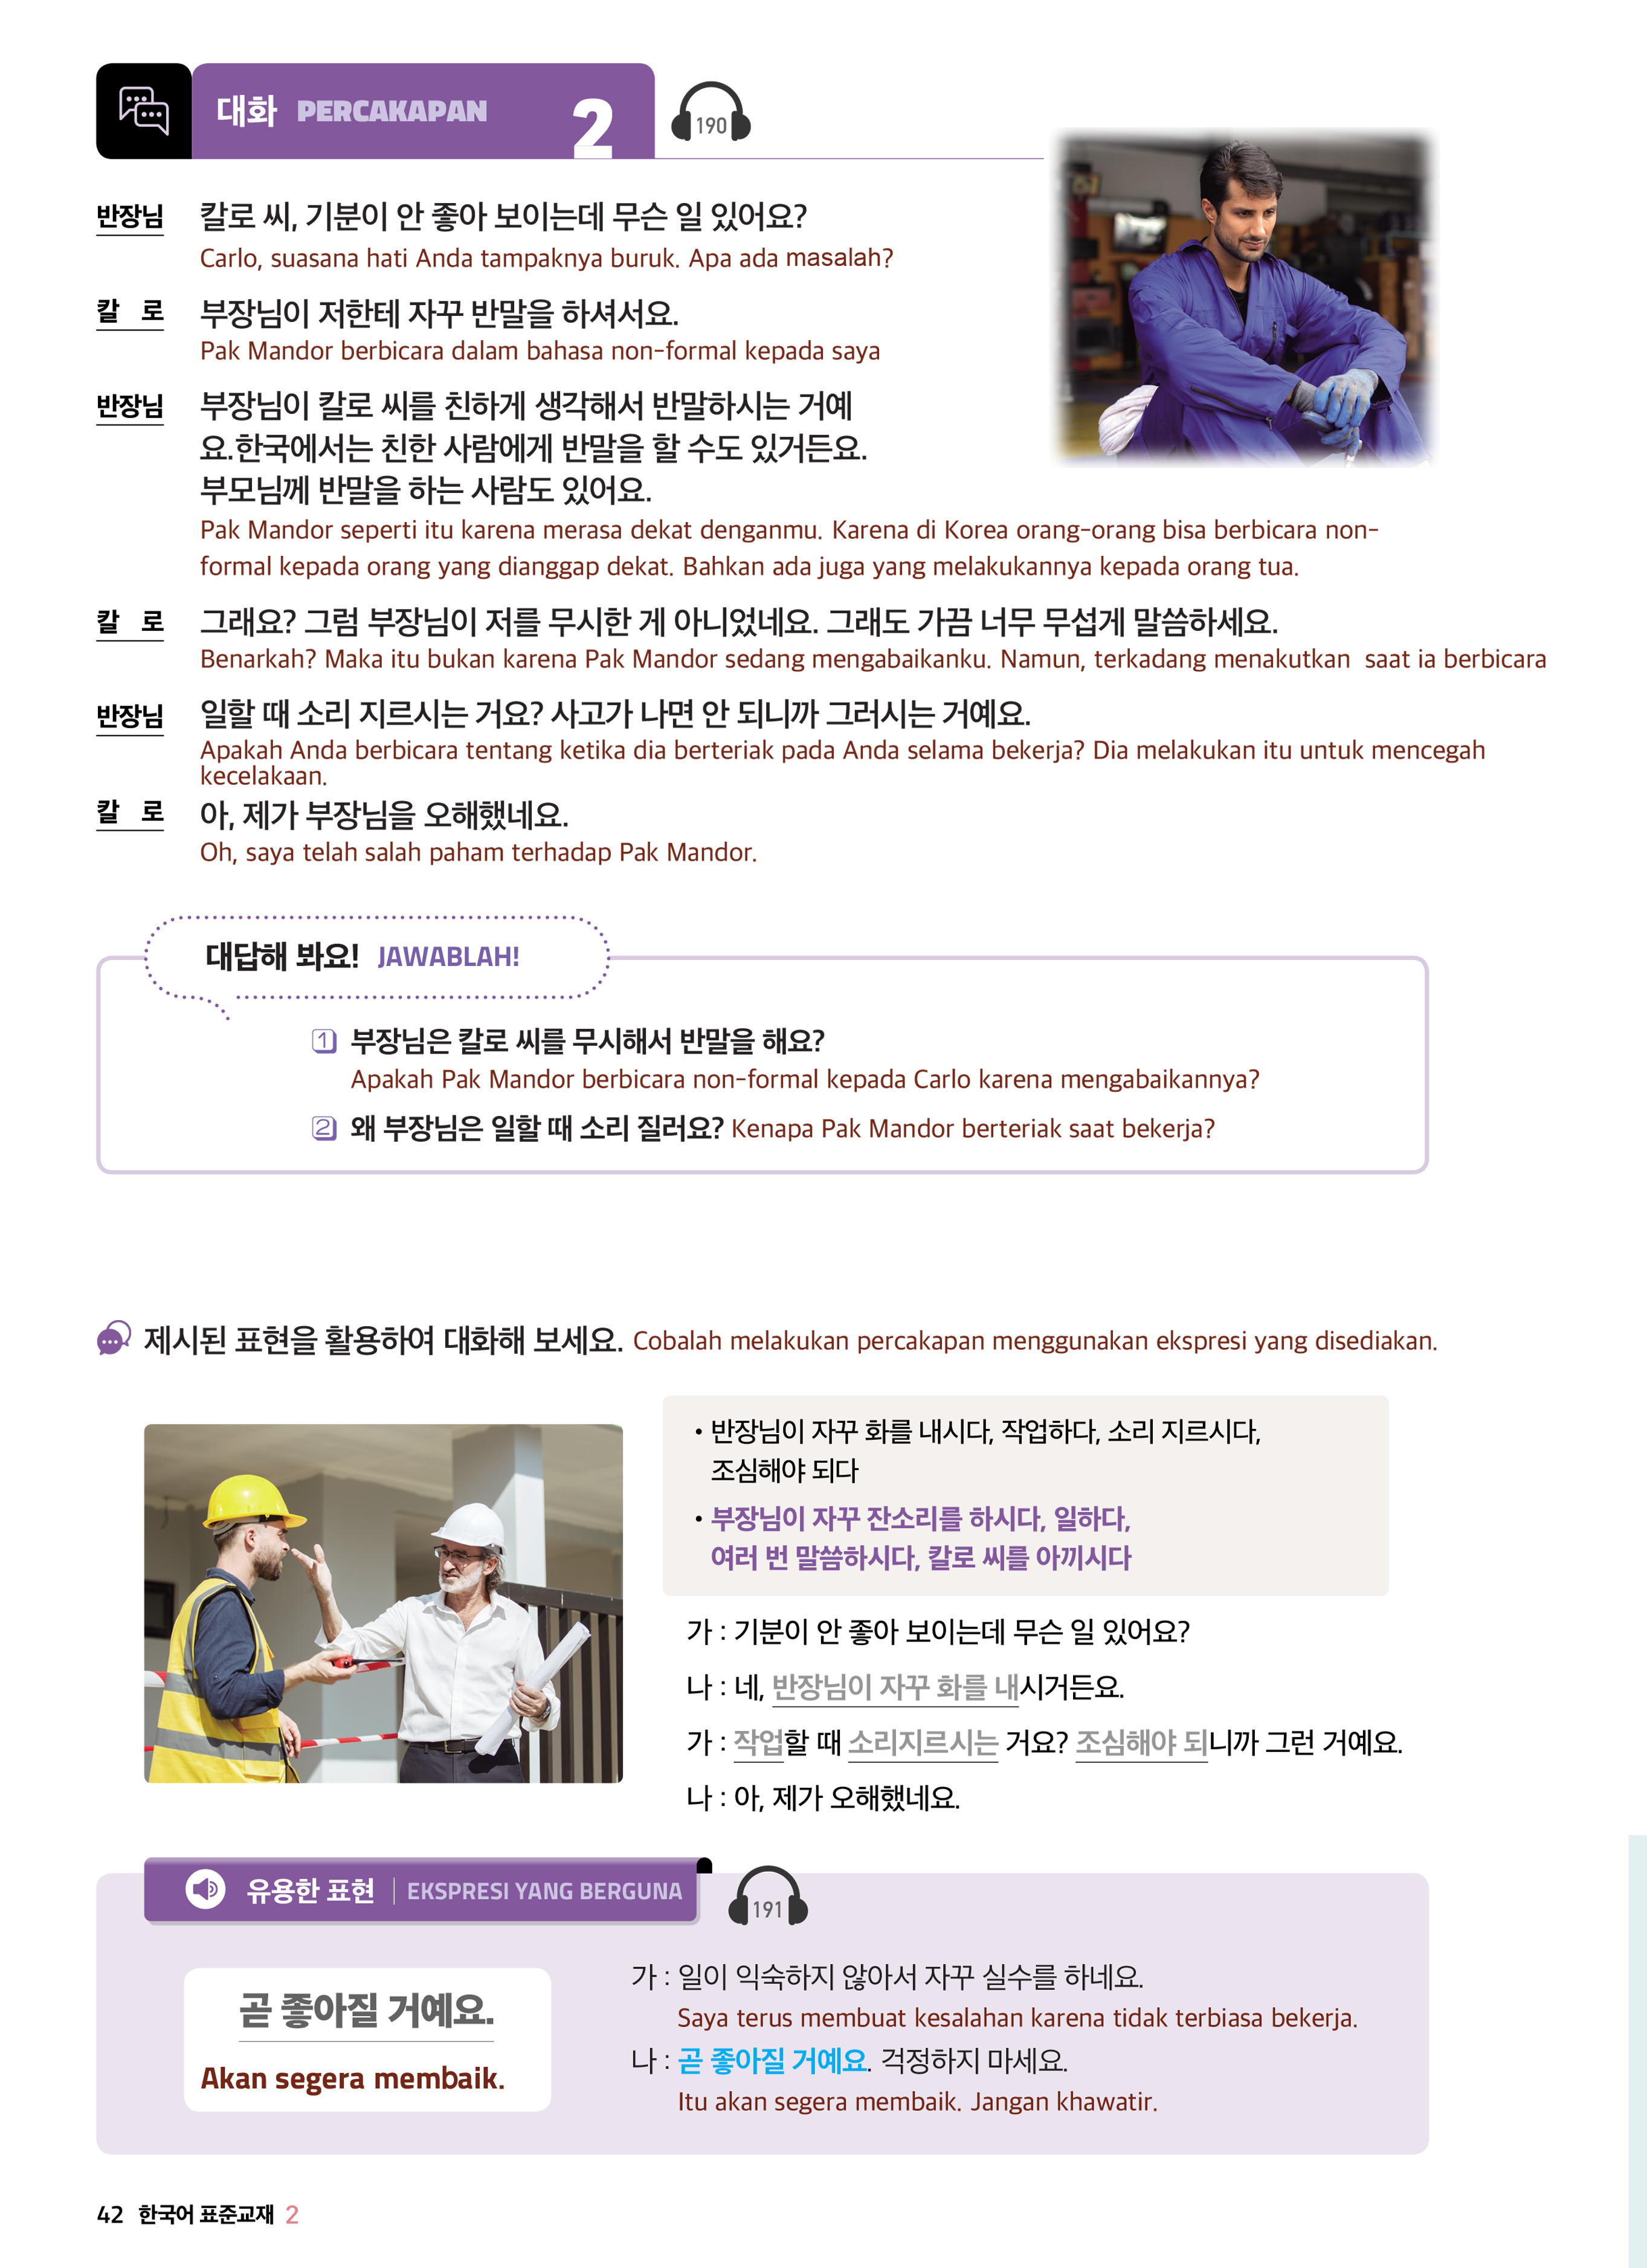 대화 PERCAKAPAN 2
190
반장님 칼로 씨, 기분이 안 좋아 보이는데 무슨 일 있어요?
Carlo, suasana hati Anda tampaknya buruk. Apa ada masalah?
칼 로 부장님이 저한테 자꾸 반말을 하셔서요.
Pak Mandor berbicara dalam bahasa non-formal kepada saya
반장님 부장님이 칼로 씨를 친하게 생각해서 반말하시는 거예
요.한국에서는 친한 사람에게 반말을 할 수도 있거든요.
부모님께 반말을 하는 사람도 있어요.
Pak Mandor seperti itu karena merasa dekat denganmu. Karena di Korea orang-orang bisa berbicara non-
formal kepada orang yang dianggap dekat. Bahkan ada juga yang melakukannya kepada orang tua.
칼 로 그래요? 그럼 부장님이 저를 무시한 게 아니었네요. 그래도 가끔 너무 무섭게 말씀하세요.
Benarkah? Maka itu bukan karena Pak Mandor sedang mengabaikanku. Namun, terkadang menakutkan saat ia berbicara
반장님 일할 때 소리 지르시는 거요? 사고가 나면 안 되니까 그러시는 거예요.
Apakah Anda berbicara tentang ketika dia berteriak pada Anda selama bekerja? Dia melakukan itu untuk mencegah
kecelakaan.
칼 로 아, 제가 부장님을 오해했네요.
Oh, saya telah salah paham terhadap Pak Mandor.
대답해 봐요! JAWABLAH!
1 부장님은 칼로 씨를 무시해서 반말을 해요?
Apakah Pak Mandor berbicara non-formal kepada Carlo karena mengabaikannya?
2 왜 부장님은 일할 때 소리 질러요? Kenapa Pak Mandor berteriak saat bekerja?
제시된 표현을 활용하여 대화해 보세요. Cobalah melakukan percakapan menggunakan ekspresi yang disediakan.
• 반장님이 자꾸 화를 내시다, 작업하다, 소리 지르시다,
조심해야 되다
• 부장님이 자꾸 잔소리를 하시다, 일하다,
여러 번 말씀하시다, 칼로 씨를 아끼시다
가 : 기분이 안 좋아 보이는데 무슨 일 있어요?
나 : 네, 반장님이 자꾸 화를 내시거든요.
가 : 작업할 때 소리지르시는 거요? 조심해야 되니까 그런 거예요.
나 : 아, 제가 오해했네요.
유용한 표현 | EKSPRESI YANG BERGUNA
191
곧 좋아질 거예요.
Akan segera membaik.
가 : 일이 익숙하지 않아서 자꾸 실수를 하네요.
Saya terus membuat kesalahan karena tidak terbiasa bekerja.
나 : 곧 좋아질 거예요. 걱정하지 마세요.
Itu akan segera membaik. Jangan khawatir.
42 한국어 표준교재 2